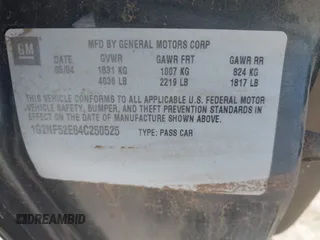 GM
MFD BY GENERAL MOTORS CORP
DATE GVWR GAWR FRT GAWR RR
05/04 1831 KG 1007 KG 824 KG
4036 LB 2219 LB 1817 LB
THIS VEHICLE CONFORMS TO ALL APPLICABLE U.S. FEDERAL MOTOR
VEHICLE SAFETY, BUMPER, AND THEFT PREVENTION STANDARDS IN
EFFECT ON THE DATE OF MANUFACTURE SHOWN ABOVE.
1G2NF52E84C250525 TYPE: PASS CAR
DREAMBID